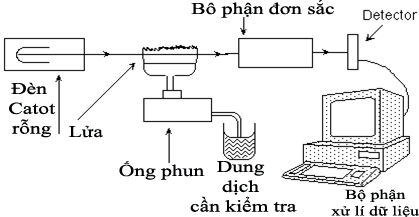 Bô phận đơn sắc
Detector
Đèn
Catot
rỗng
Lửa
Ống phun
Dung
dịch
cần kiểm tra
Bộ phận
xử lí dữ liệu